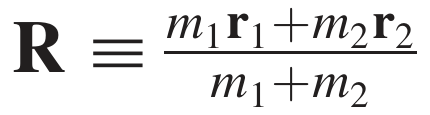 R ≡ (m₁r₁+m₂r₂)/(m₁+m₂)